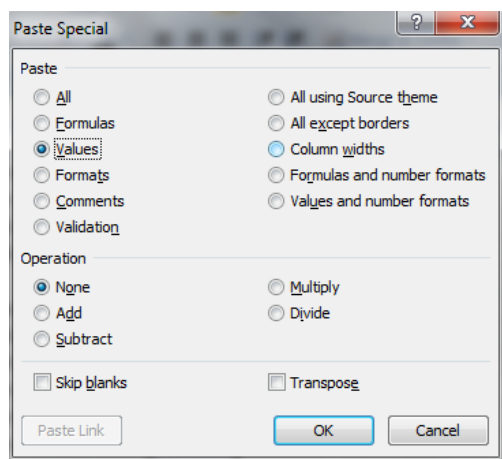 Paste Special
Paste
All All using Source theme
Formulas All except borders
Values Column widths
Formats Formulas and number formats
Comments Values and number formats
Validation
Operation
None Multiply
Add Divide
Subtract
Skip blanks Transpose
Paste Link OK Cancel